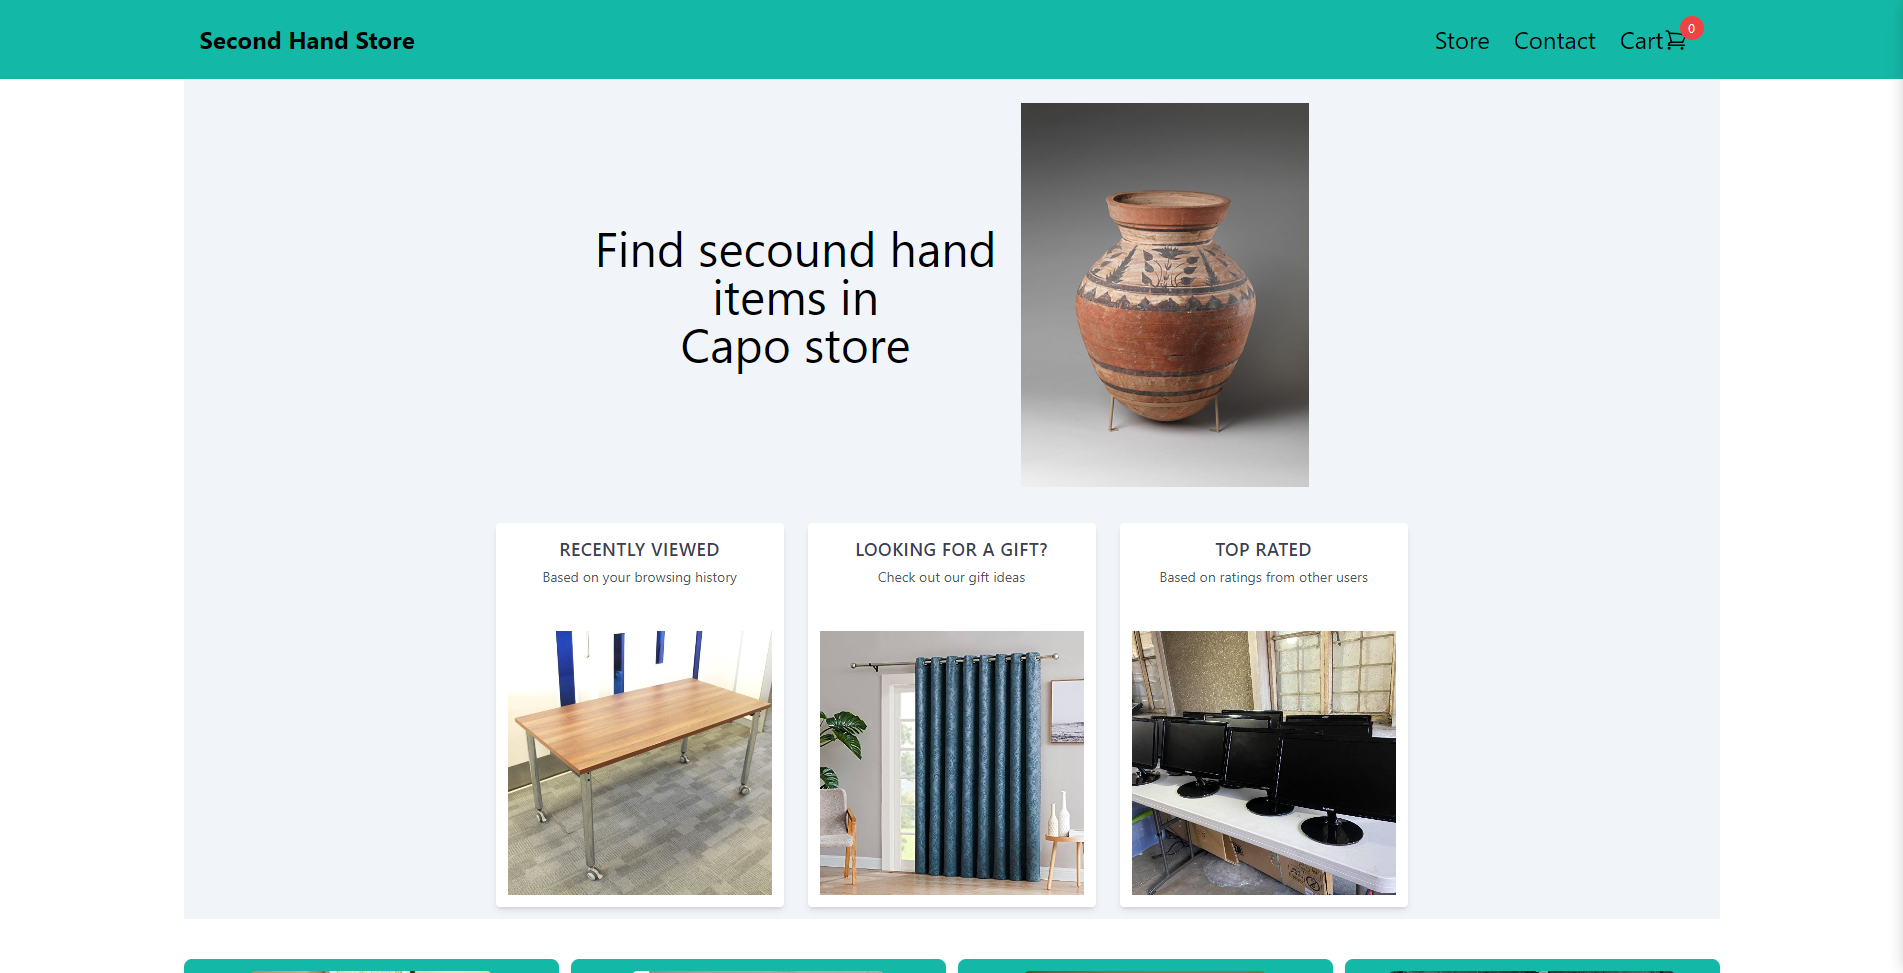 Second Hand Store
Store
Contact
Cart
0
Find secound hand
items in
Capo store
RECENTLY VIEWED
Based on your browsing history
LOOKING FOR A GIFT?
Check out our gift ideas
TOP RATED
Based on ratings from other users